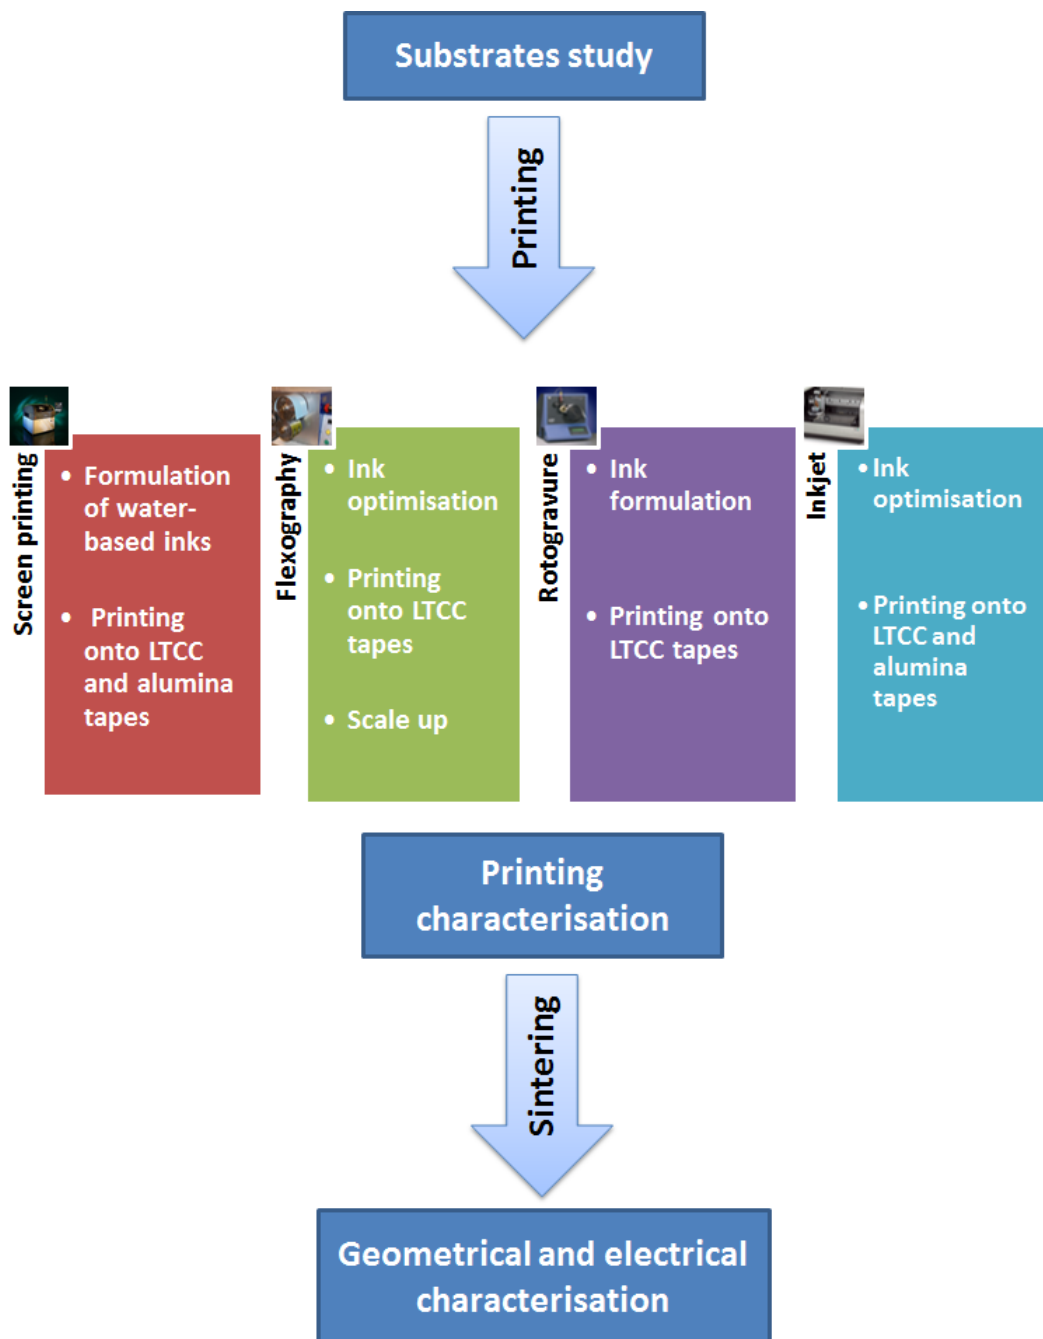 Substrates study
Printing
Screen printing
• Formulation
of water-
based inks
• Printing
onto LTCC
and alumina
tapes
Flexography
• Ink
optimisation
• Printing
onto LTCC
tapes
• Scale up
Rotogravure
• Ink
formulation
• Printing onto
LTCC tapes
Inkjet
• Ink
optimisation
• Printing onto
LTCC and
alumina
tapes
Printing
characterisation
Sintering
Geometrical and electrical
characterisation